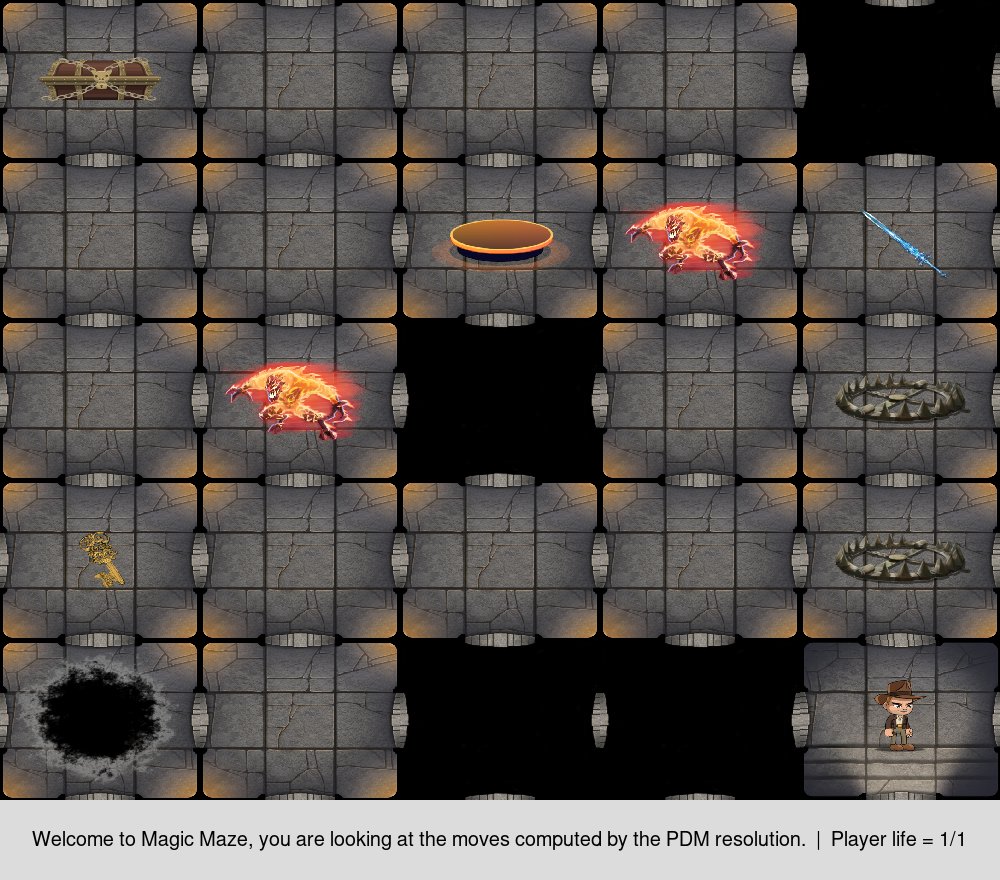 Welcome to Magic Maze, you are looking at the moves computed by the PDM resolution.  |  Player life = 1/1